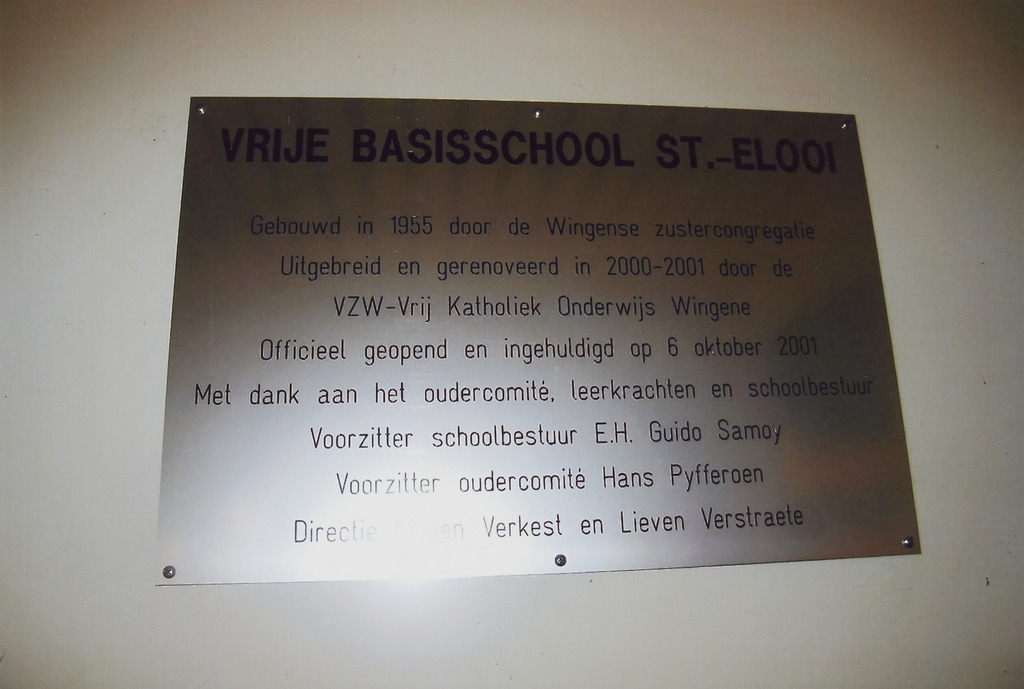 VRIJE BASISSCHOOL ST.-ELOOI
Gebouwd in 1955 door de Wingense zustercongregatie
Uitgebreid en gerenoveerd in 2000-2001 door de
VZW-Vrij Katholiek Onderwijs Wingene
Officieel geopend en ingehuldigd op 6 oktober 2001
Met dank aan het oudercomité, leerkrachten en schoolbestuur
Voorzitter schoolbestuur E.H. Guido Samoy
Voorzitter oudercomité Hans Pyfferoen
Directie Verkest en Lieven Verstraete